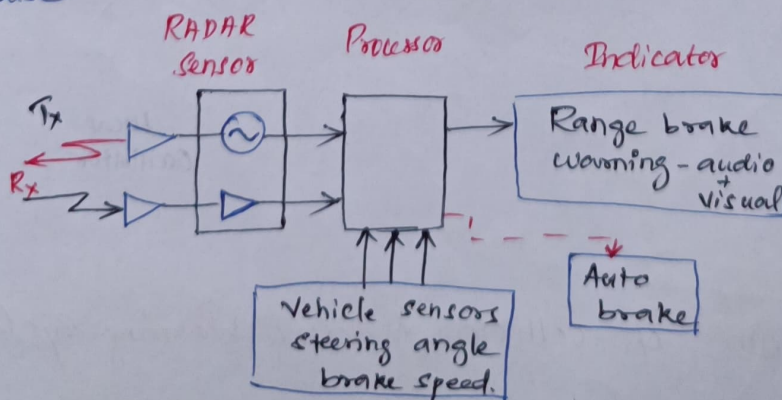 RADAR
Sensor
Processor
Indicator
Tx
Rx
Range brake
warning - audio
+
visual
Auto
brake
Vehicle sensors
steering angle
brake speed.